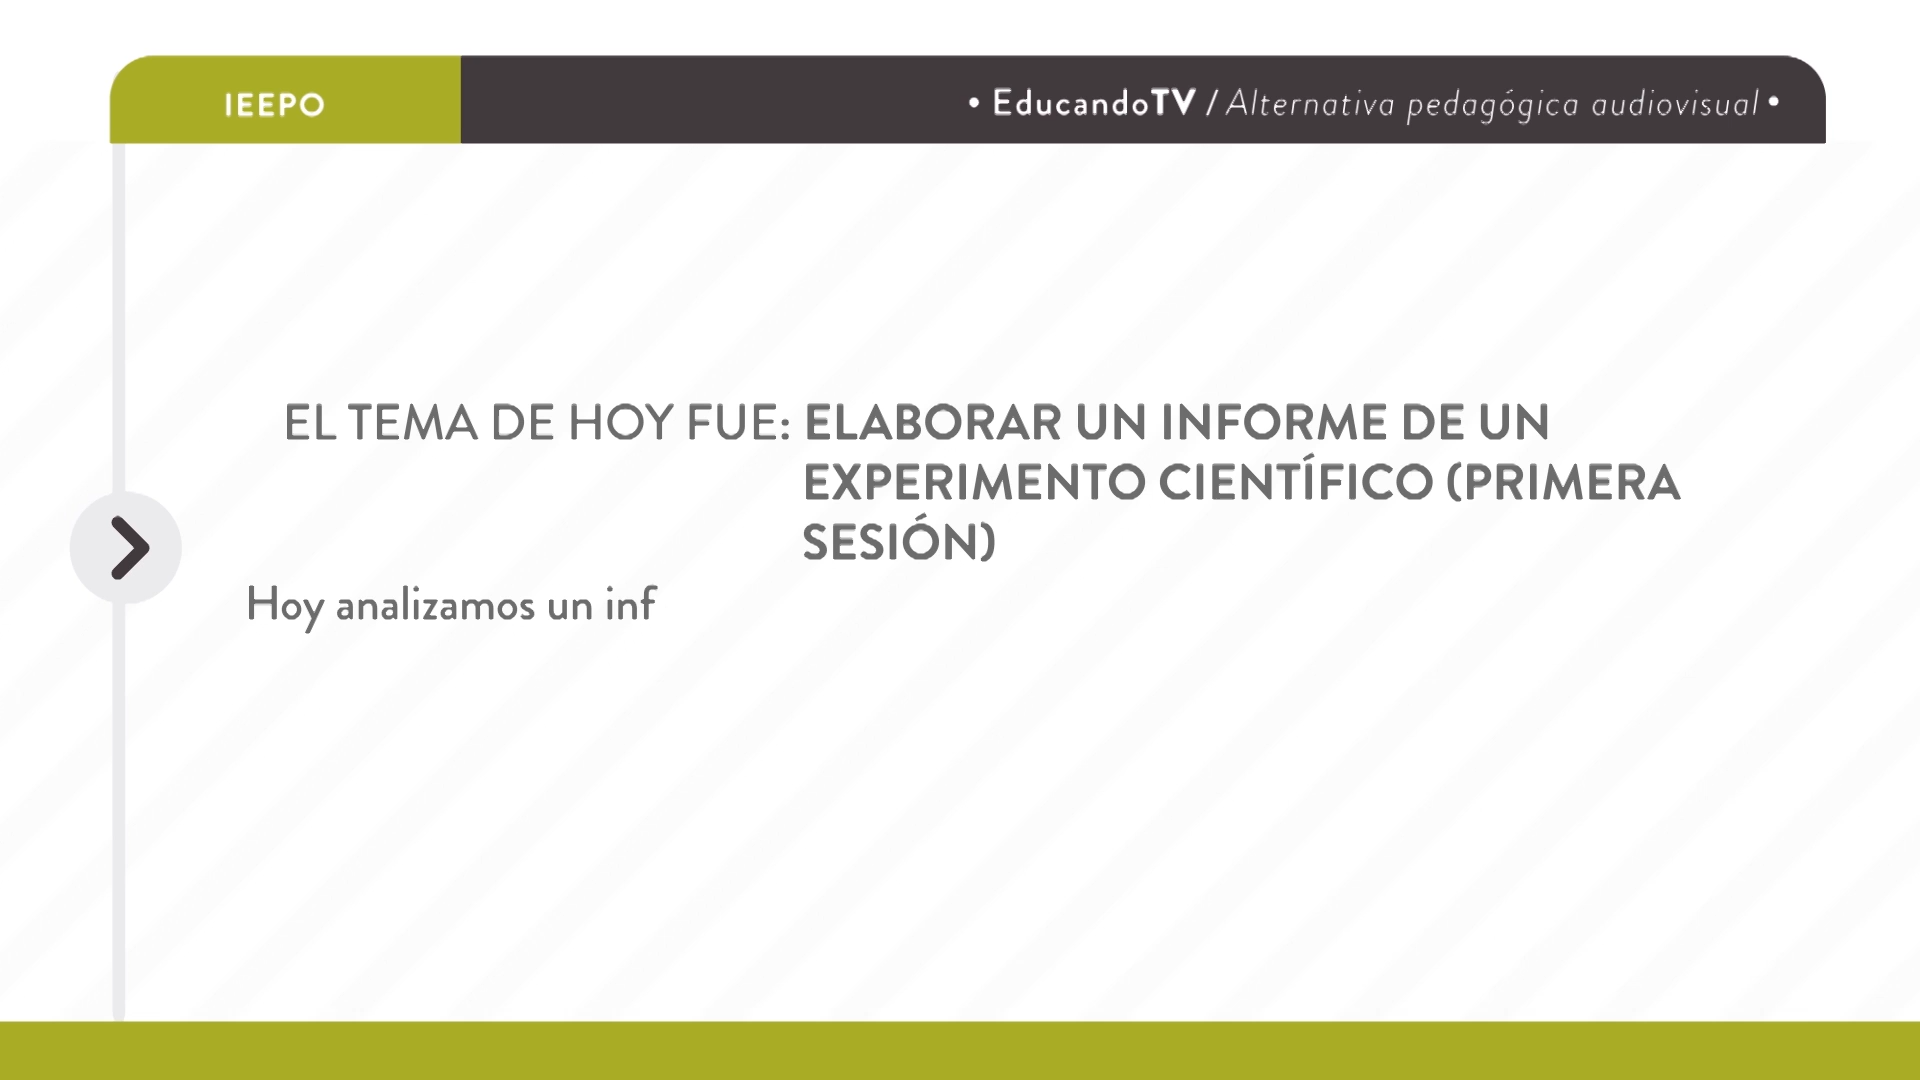 IEEPO
• EducandoTV / Alternativa pedagógica audiovisual •
EL TEMA DE HOY FUE: ELABORAR UN INFORME DE UN
EXPERIMENTO CIENTÍFICO (PRIMERA
SESIÓN)
Hoy analizamos un inf